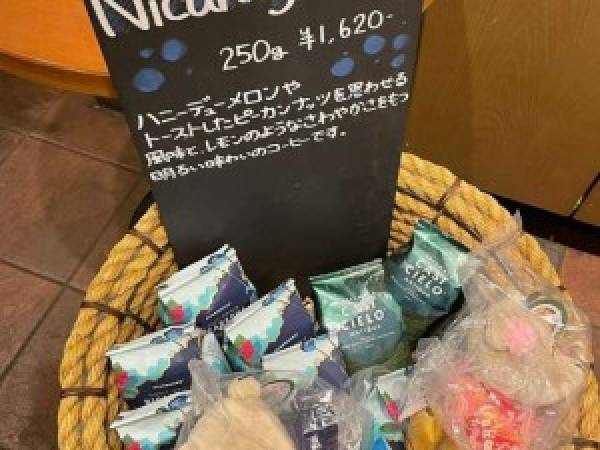 250g ¥1,620-
ハニーデューメロンや
トーストしたピーカンナッツを思わせる
風味と、レモンのようなさわやかさをもつ
明るい味わいのコーヒーです。
CIELO
CIELO